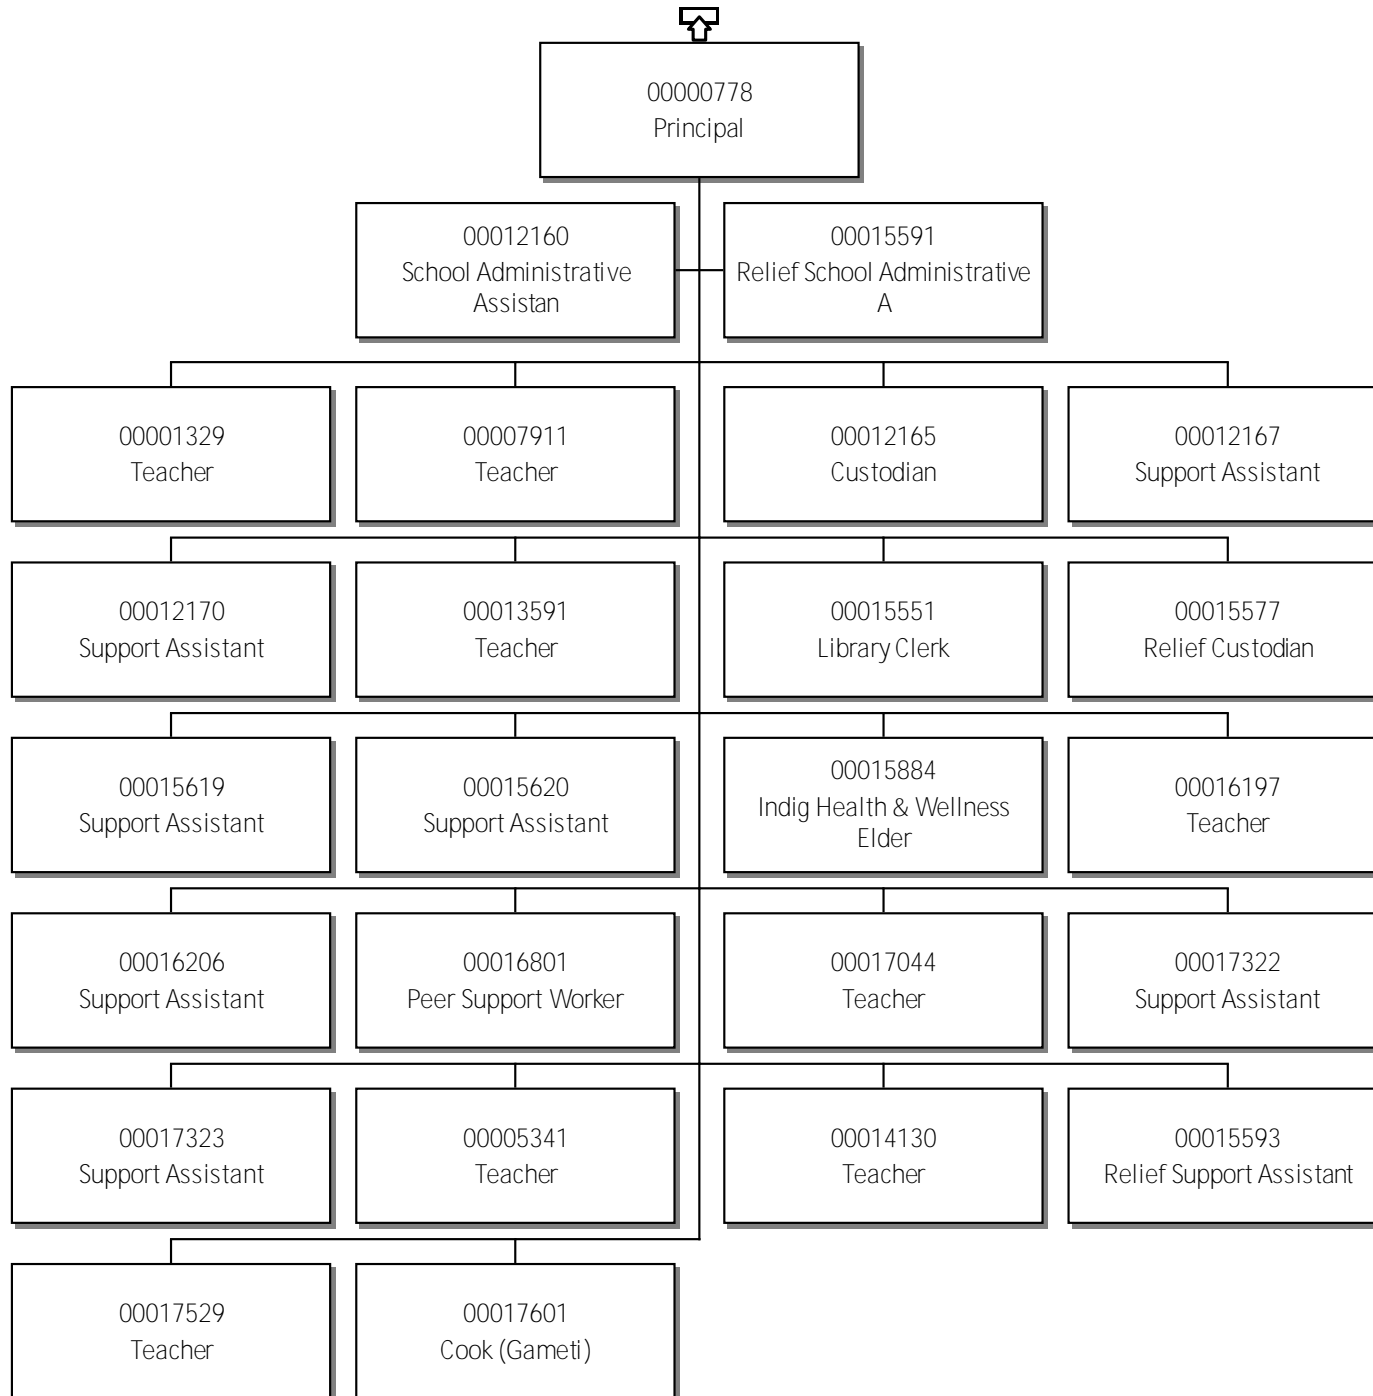 00000778
Principal
00012160
School Administrative
Assistan
00015591
Relief School Administrative
A
00001329
Teacher
00007911
Teacher
00012165
Custodian
00012167
Support Assistant
00012170
Support Assistant
00013591
Teacher
00015551
Library Clerk
00015577
Relief Custodian
00015619
Support Assistant
00015620
Support Assistant
00015884
Indig Health & Wellness
Elder
00016197
Teacher
00016206
Support Assistant
00016801
Peer Support Worker
00017044
Teacher
00017322
Support Assistant
00017323
Support Assistant
00005341
Teacher
00014130
Teacher
00015593
Relief Support Assistant
00017529
Teacher
00017601
Cook (Gameti)